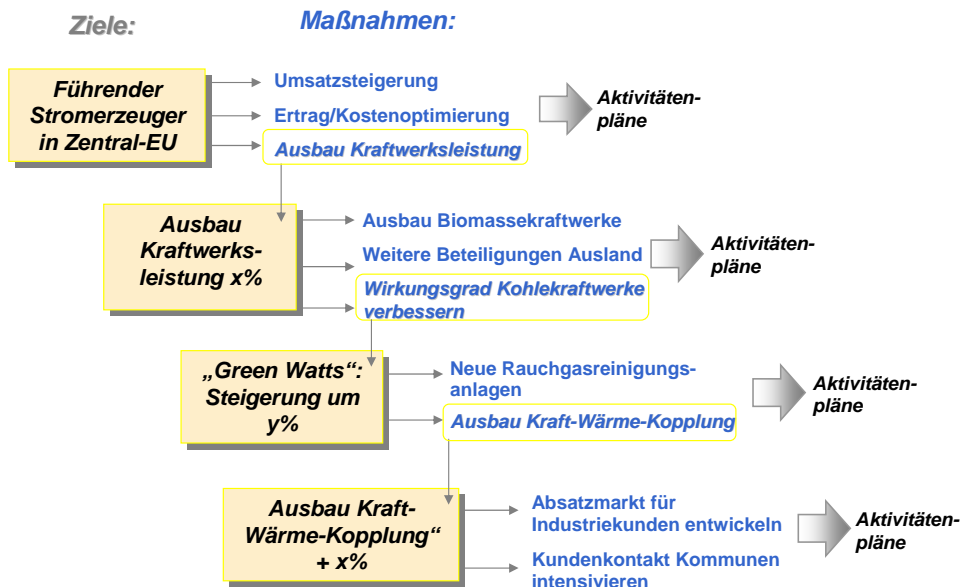 Ziele:
Maßnahmen:
Führender
Stromerzeuger
in Zentral-EU
Umsatzsteigerung
Ertrag/Kostenoptimierung
Ausbau Kraftwerksleistung
Aktivitäten-
pläne
Ausbau
Kraftwerks-
leistung x%
Ausbau Biomassekraftwerke
Weitere Beteiligungen Ausland
Wirkungsgrad Kohlekraftwerke
verbessern
Aktivitäten-
pläne
„Green Watts“:
Steigerung um
y%
Neue Rauchgasreinigungs-
anlagen
Ausbau Kraft-Wärme-Kopplung
Aktivitäten-
pläne
Ausbau Kraft-
Wärme-Kopplung“
+ x%
Absatzmarkt für
Industriekunden entwickeln
Kundenkontakt Kommunen
intensivieren
Aktivitäten-
pläne